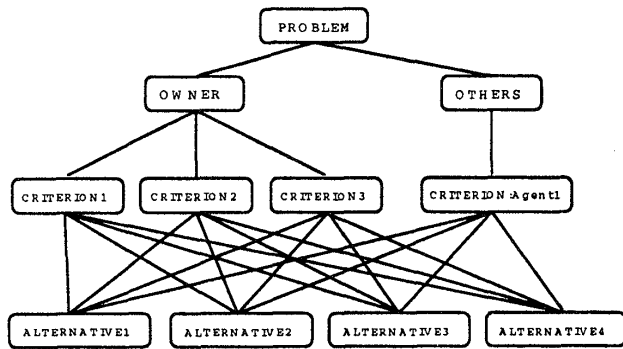 PROBLEM
OWNER
OTHERS
CRITERION1
CRITERION2
CRITERION3
CRITERION:Agent1
ALTERNATIVE1
ALTERNATIVE2
ALTERNATIVE3
ALTERNATIVE4